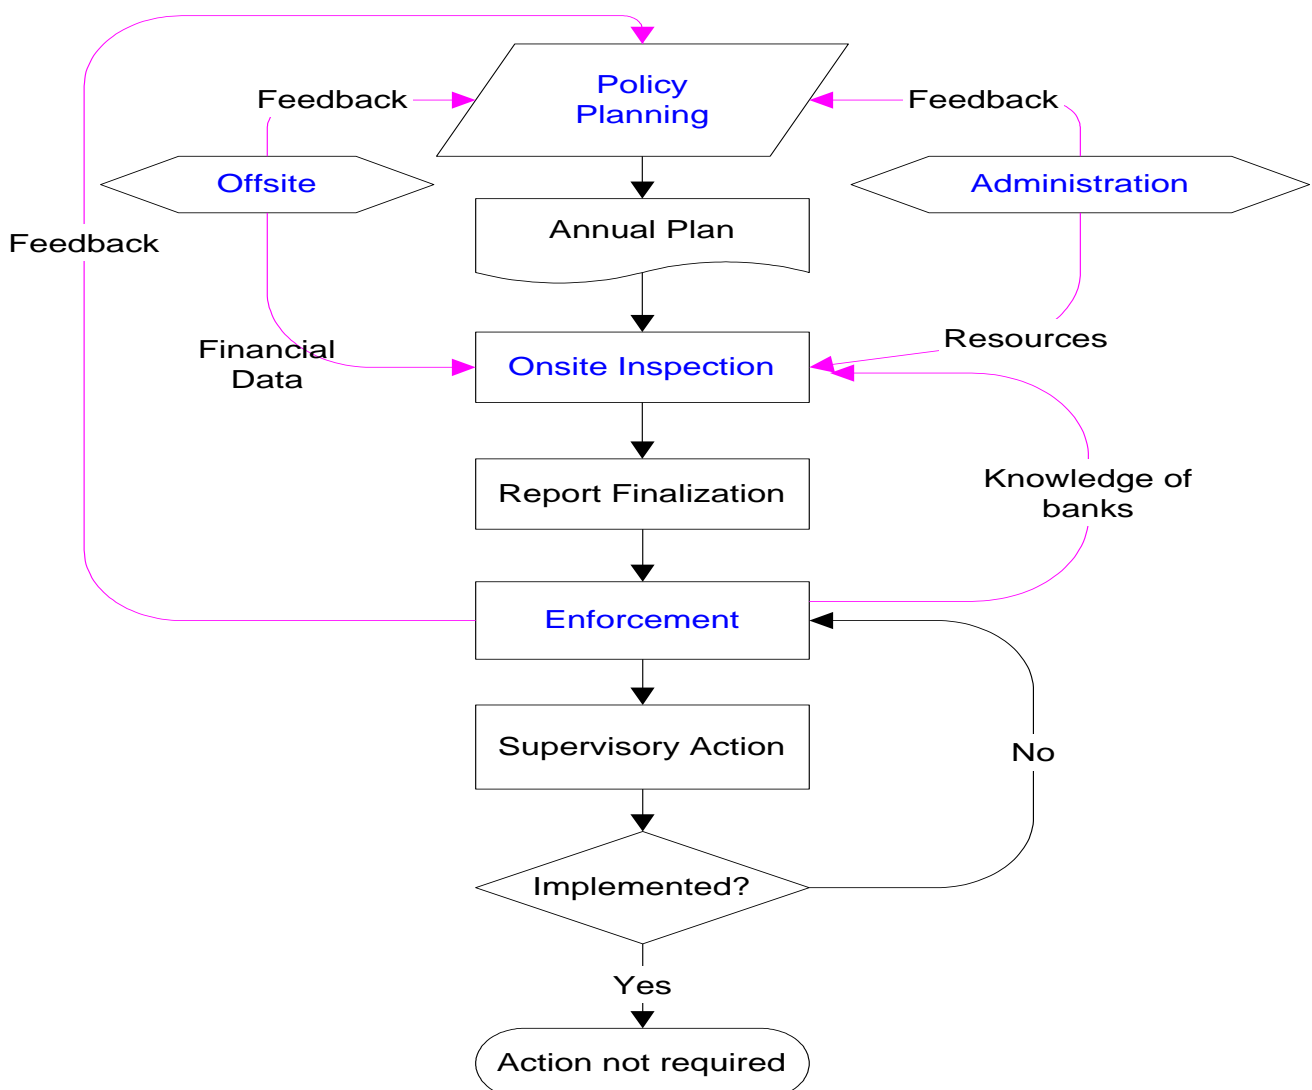 Policy
Planning
Feedback
Feedback
Offsite
Administration
Annual Plan
Feedback
Resources
Financial
Data
Onsite Inspection
Knowledge of
banks
Report Finalization
Enforcement
Supervisory Action
No
Implemented?
Yes
Action not required